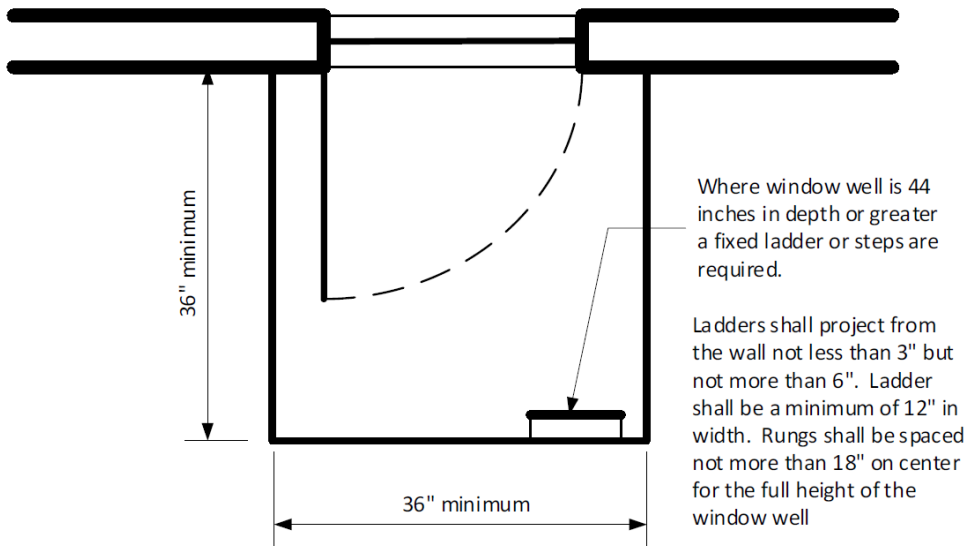 36" minimum
Where window well is 44
inches in depth or greater
a fixed ladder or steps are
required.
Ladders shall project from
the wall not less than 3" but
not more than 6".  Ladder
shall be a minimum of 12" in
width.  Rungs shall be spaced
not more than 18" on center
for the full height of the
window well
36" minimum